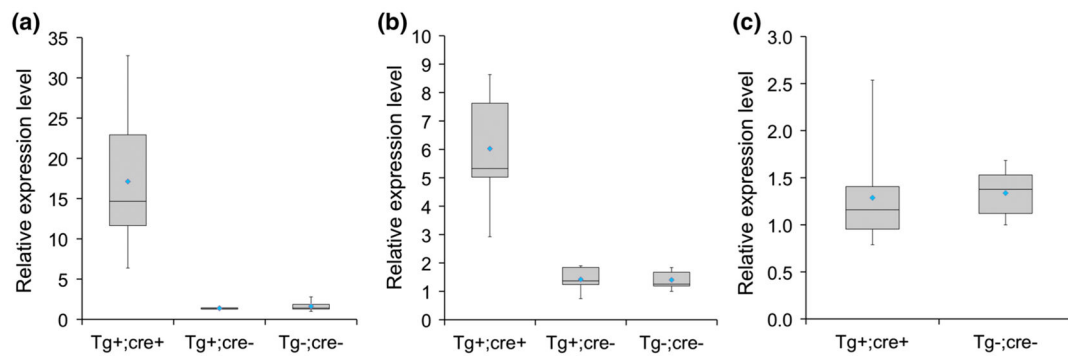 (a)
Relative expression level
35
30
25
20
15
10
5
0
Tg+;cre+ Tg+;cre- Tg-;cre-
(b)
Relative expression level
10
9
8
7
6
5
4
3
2
1
0
Tg+;cre+ Tg+;cre- Tg-;cre-
(c)
Relative expression level
3.0
2.5
2.0
1.5
1.0
0.5
0.0
Tg+;cre+ Tg-;cre-